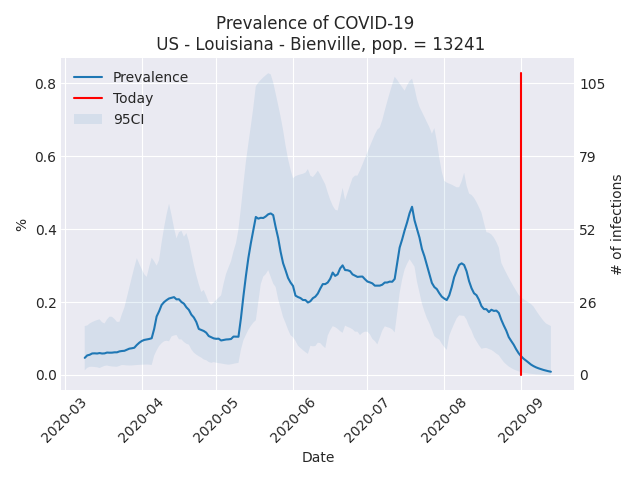 Prevalence of COVID-19
US - Louisiana - Bienville, pop. = 13241
Prevalence
Today
95CI
0.8
0.6
0.4
0.2
0.0
%
105
79
52
26
0
# of infections
2020-03
2020-04
2020-05
2020-06
2020-07
2020-08
2020-09
Date